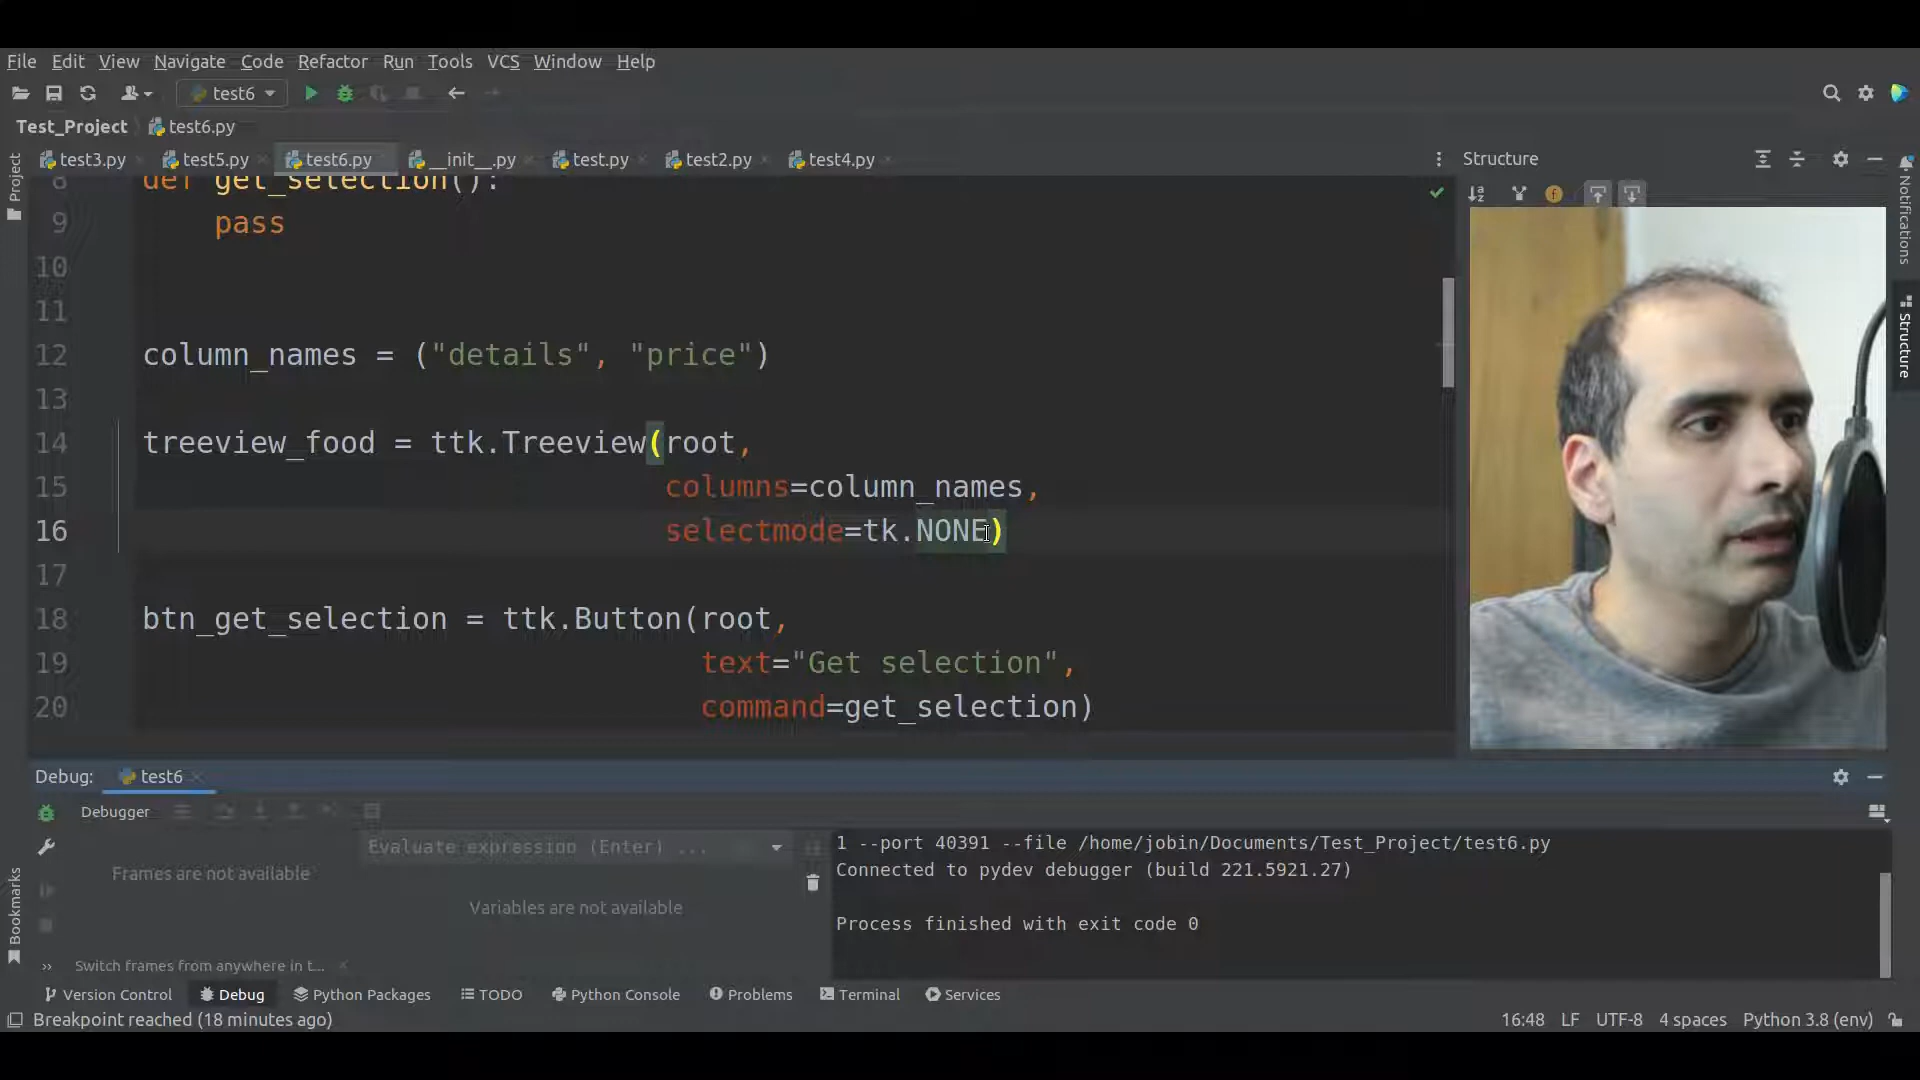 File Edit View Navigate Code Refactor Run Tools VCS Window Help
test6
Test_Project test6.py
test3.py test5.py test6.py __init__.py test.py test2.py test4.py
Structure
Project
Notifications
Structure
8 def get_selection():
9 pass
10
11
12 column_names = ("details", "price")
13
14 treeview_food = ttk.Treeview(root,
15 columns=column_names,
16 selectmode=tk.NONE)
17
18 btn_get_selection = ttk.Button(root,
19 text="Get selection",
20 command=get_selection)
Debug: test6
Debugger
Evaluate expression (Enter) ...
Frames are not available
Variables are not available
Switch frames from anywhere in t...
1 --port 40391 --file /home/jobin/Documents/Test_Project/test6.py
Connected to pydev debugger (build 221.5921.27)
Process finished with exit code 0
Bookmarks
Version Control Debug Python Packages TODO Python Console Problems Terminal Services
Breakpoint reached (18 minutes ago)
16:48 LF UTF-8 4 spaces Python 3.8 (env)